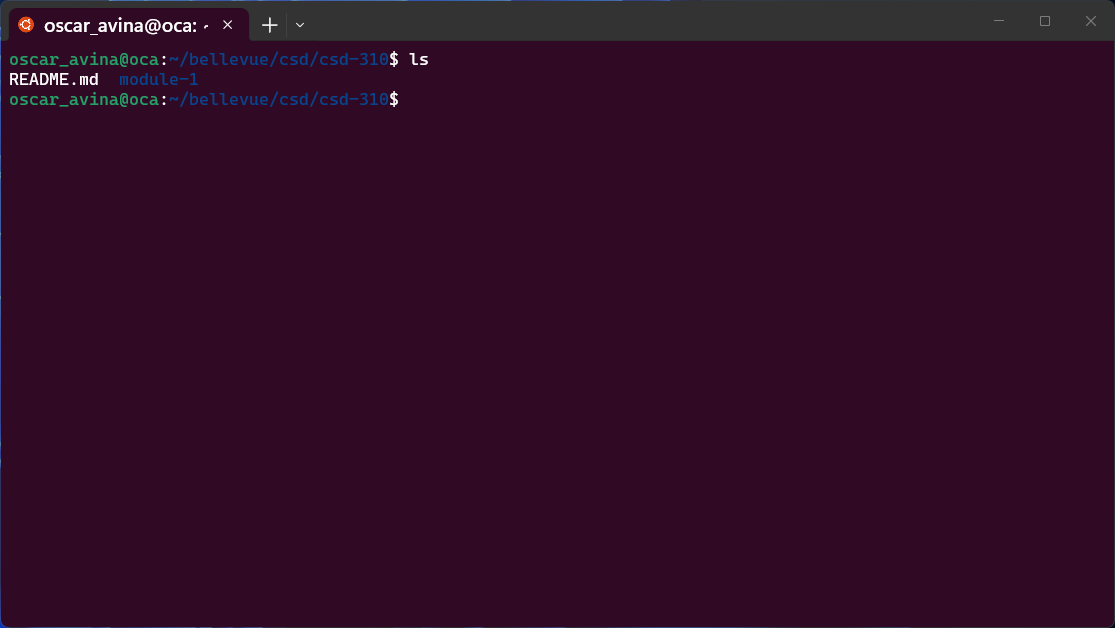 oscar_avina@oca: ~
oscar_avina@oca:~/bellevue/csd/csd-310$ ls
README.md  module-1
oscar_avina@oca:~/bellevue/csd/csd-310$